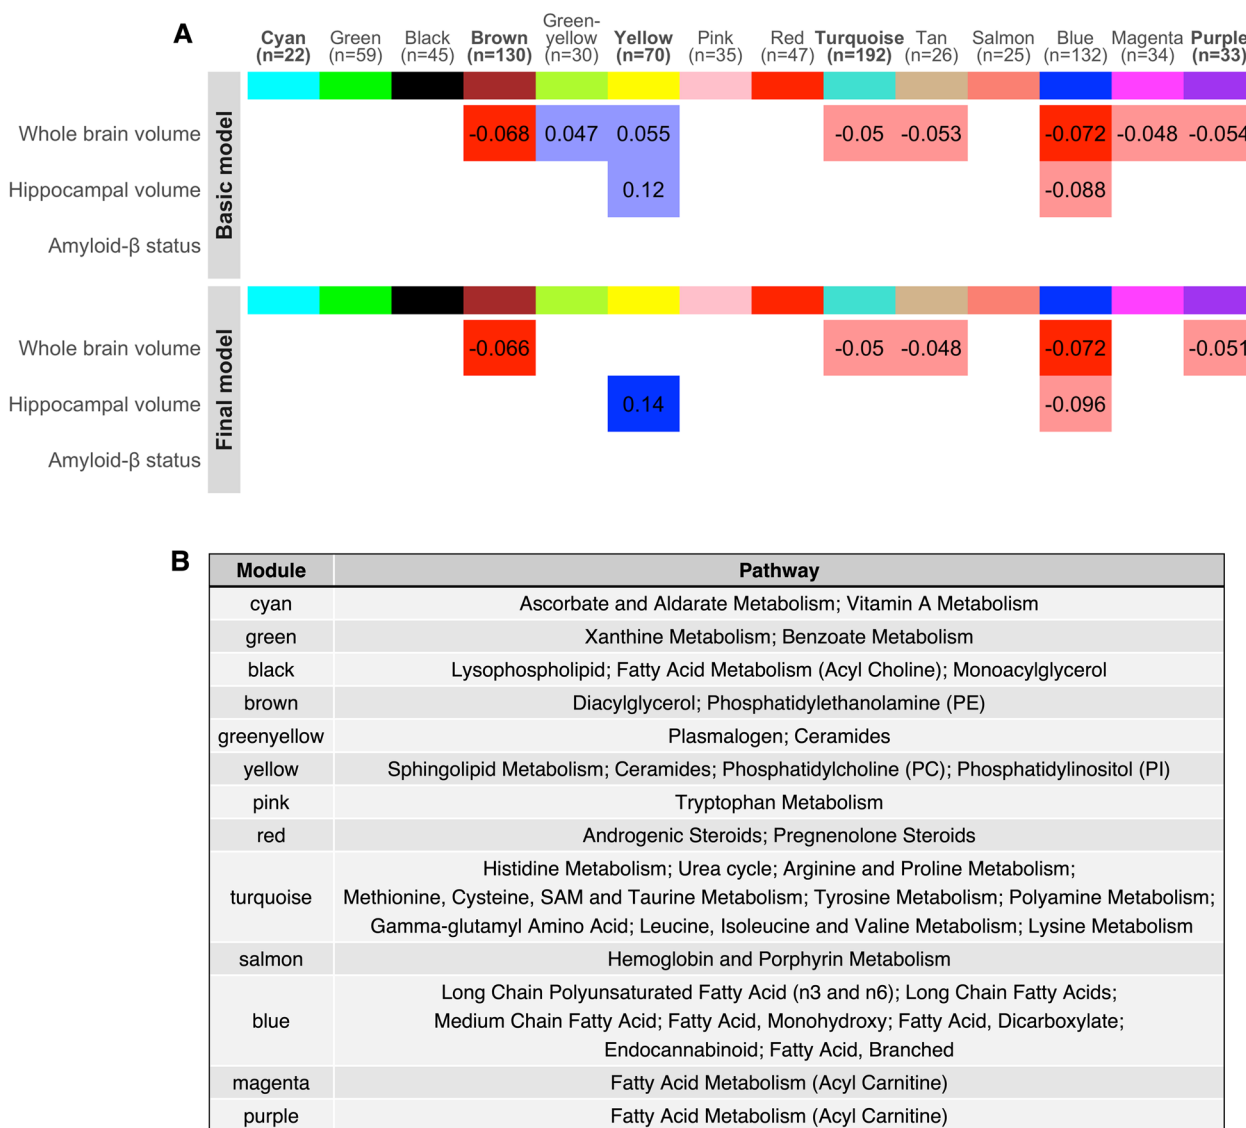 A
Cyan Green Black Brown Green-yellow Yellow Pink Red Turquoise Tan Salmon Blue Magenta Purple
(n=22) (n=59) (n=45) (n=130) (n=30) (n=70) (n=35) (n=47) (n=192) (n=26) (n=25) (n=132) (n=34) (n=33)
Basic model
Whole brain volume -0.068 0.047 0.055 -0.05 -0.053 -0.072 -0.048 -0.054
Hippocampal volume 0.12 -0.088
Amyloid-β status
Final model
Whole brain volume -0.066 -0.05 -0.048 -0.072 -0.051
Hippocampal volume 0.14 -0.096
Amyloid-β status
B
Module Pathway
cyan Ascorbate and Aldarate Metabolism; Vitamin A Metabolism
green Xanthine Metabolism; Benzoate Metabolism
black Lysophospholipid; Fatty Acid Metabolism (Acyl Choline); Monoacylglycerol
brown Diacylglycerol; Phosphatidylethanolamine (PE)
greenyellow Plasmalogen; Ceramides
yellow Sphingolipid Metabolism; Ceramides; Phosphatidylcholine (PC); Phosphatidylinositol (PI)
pink Tryptophan Metabolism
red Androgenic Steroids; Pregnenolone Steroids
turquoise Histidine Metabolism; Urea cycle; Arginine and Proline Metabolism;
Methionine, Cysteine, SAM and Taurine Metabolism; Tyrosine Metabolism; Polyamine Metabolism;
Gamma-glutamyl Amino Acid; Leucine, Isoleucine and Valine Metabolism; Lysine Metabolism
salmon Hemoglobin and Porphyrin Metabolism
blue Long Chain Polyunsaturated Fatty Acid (n3 and n6); Long Chain Fatty Acids;
Medium Chain Fatty Acid; Fatty Acid, Monohydroxy; Fatty Acid, Dicarboxylate;
Endocannabinoid; Fatty Acid, Branched
magenta Fatty Acid Metabolism (Acyl Carnitine)
purple Fatty Acid Metabolism (Acyl Carnitine)